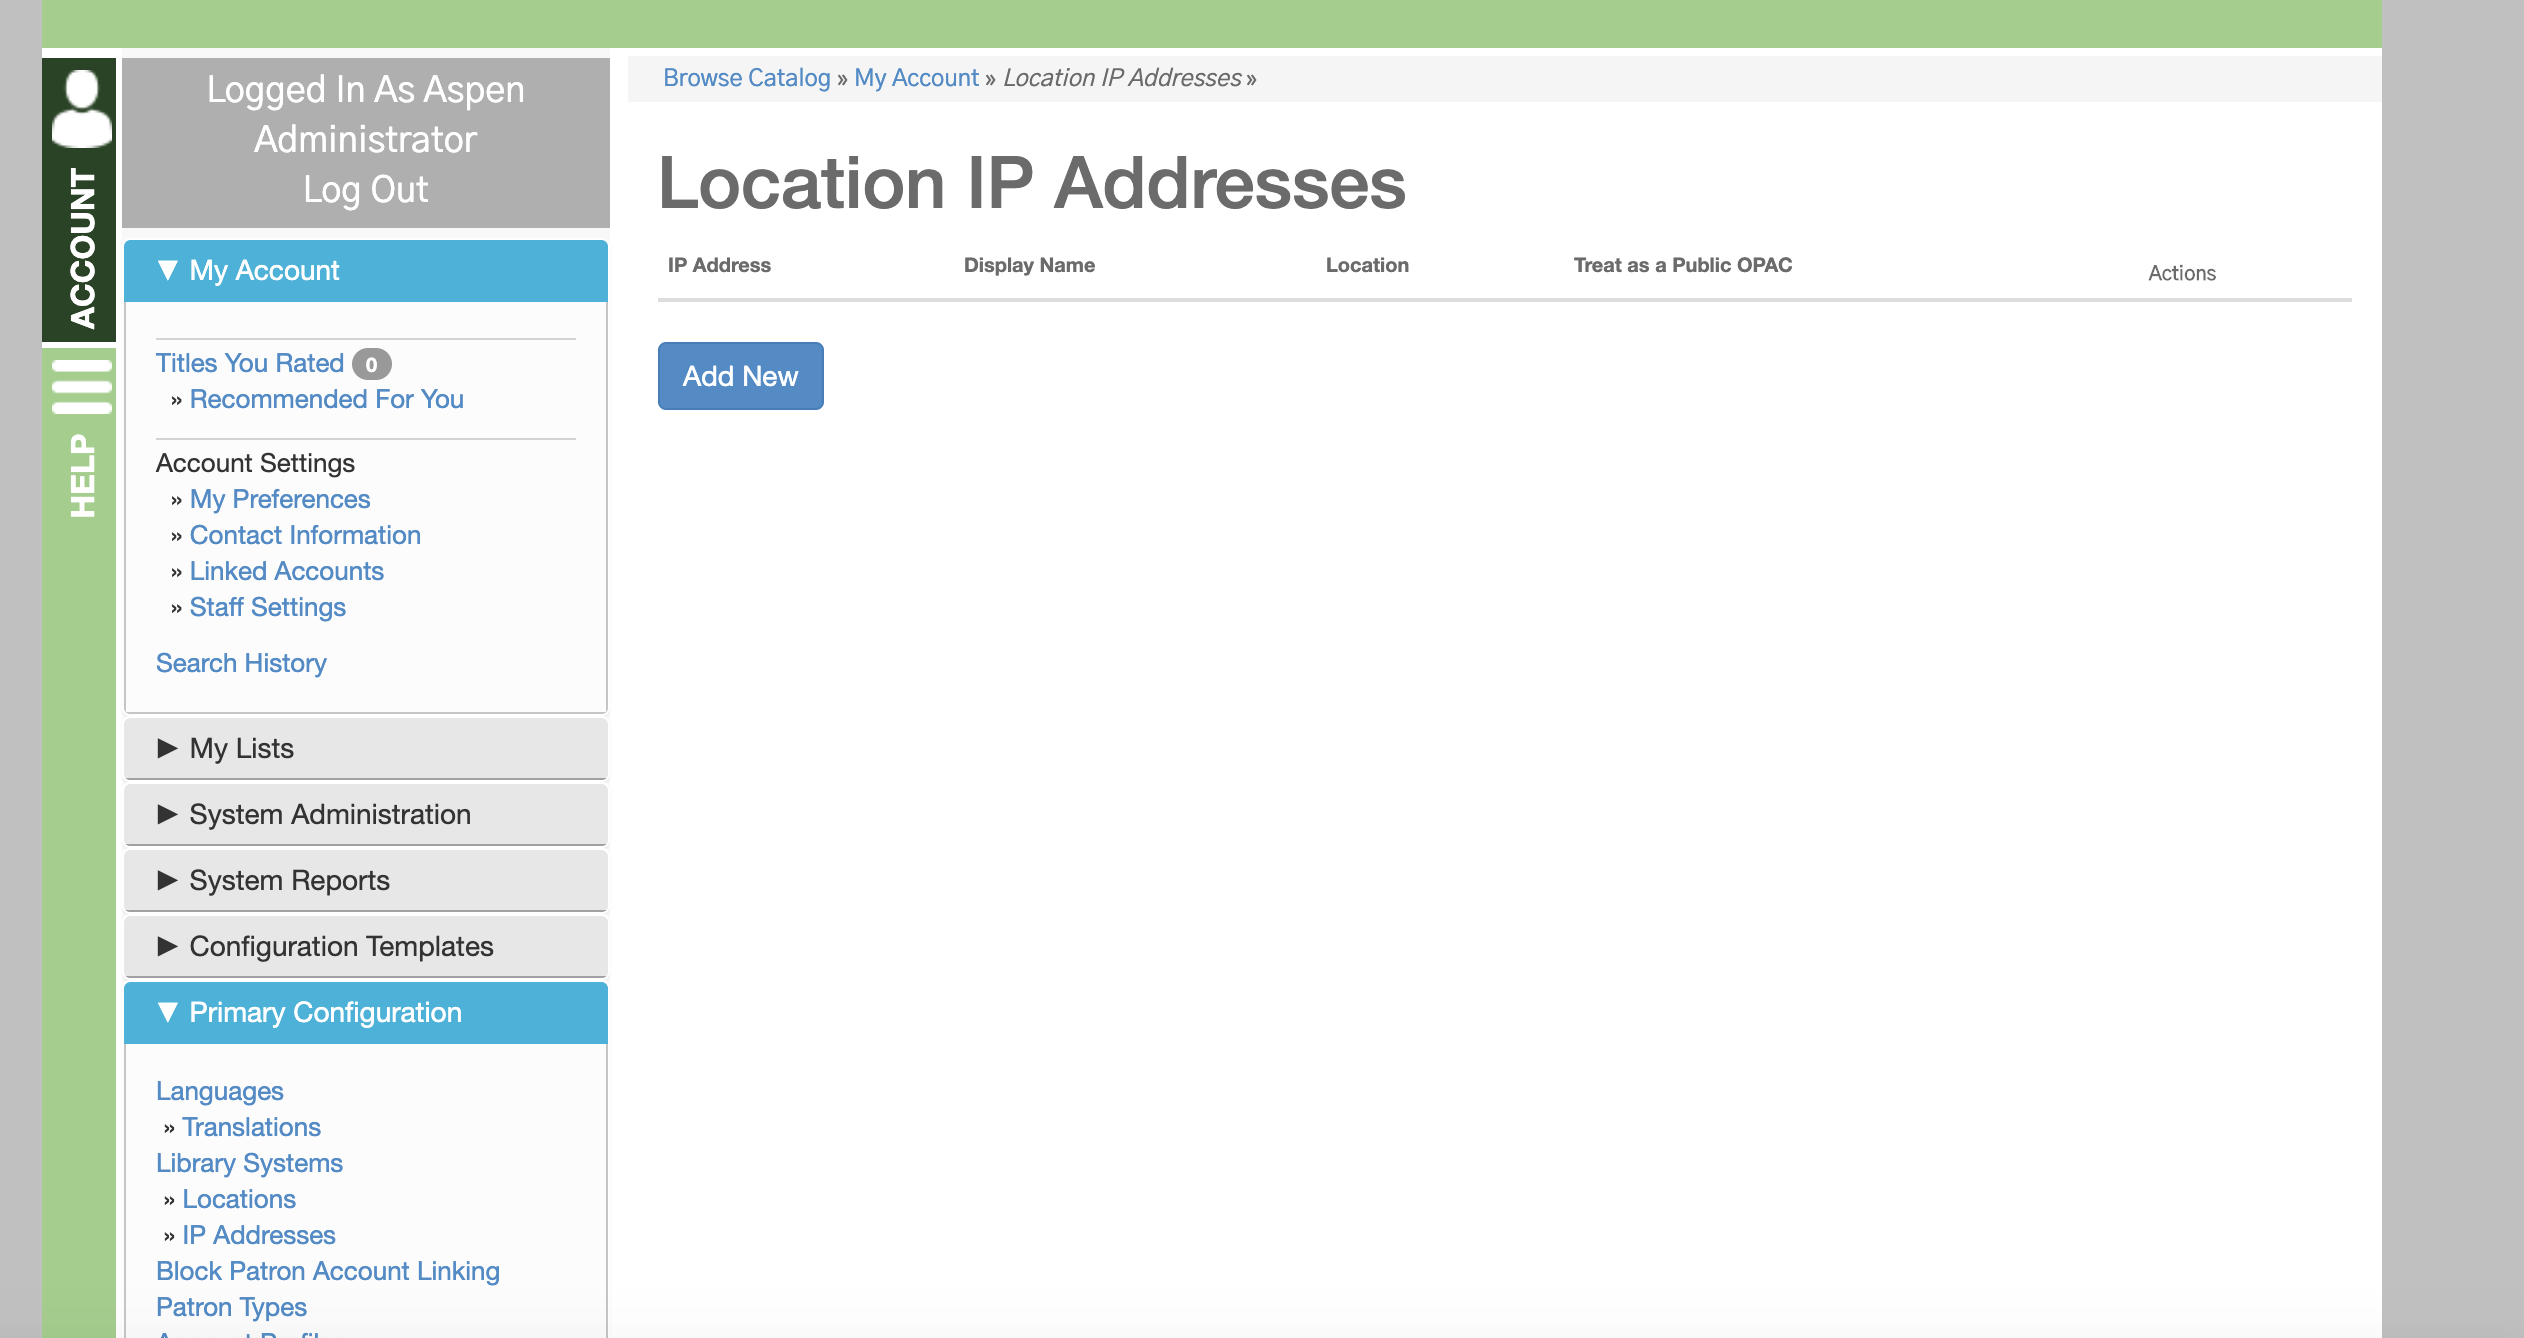 ACCOUNT
HELP
Logged In As Aspen
Administrator
Log Out
▼ My Account
Titles You Rated 0
» Recommended For You
Account Settings
» My Preferences
» Contact Information
» Linked Accounts
» Staff Settings
Search History
► My Lists
► System Administration
► System Reports
► Configuration Templates
▼ Primary Configuration
Languages
» Translations
Library Systems
» Locations
» IP Addresses
Block Patron Account Linking
Patron Types
Browse Catalog » My Account » Location IP Addresses »
Location IP Addresses
IP Address Display Name Location Treat as a Public OPAC Actions
Add New